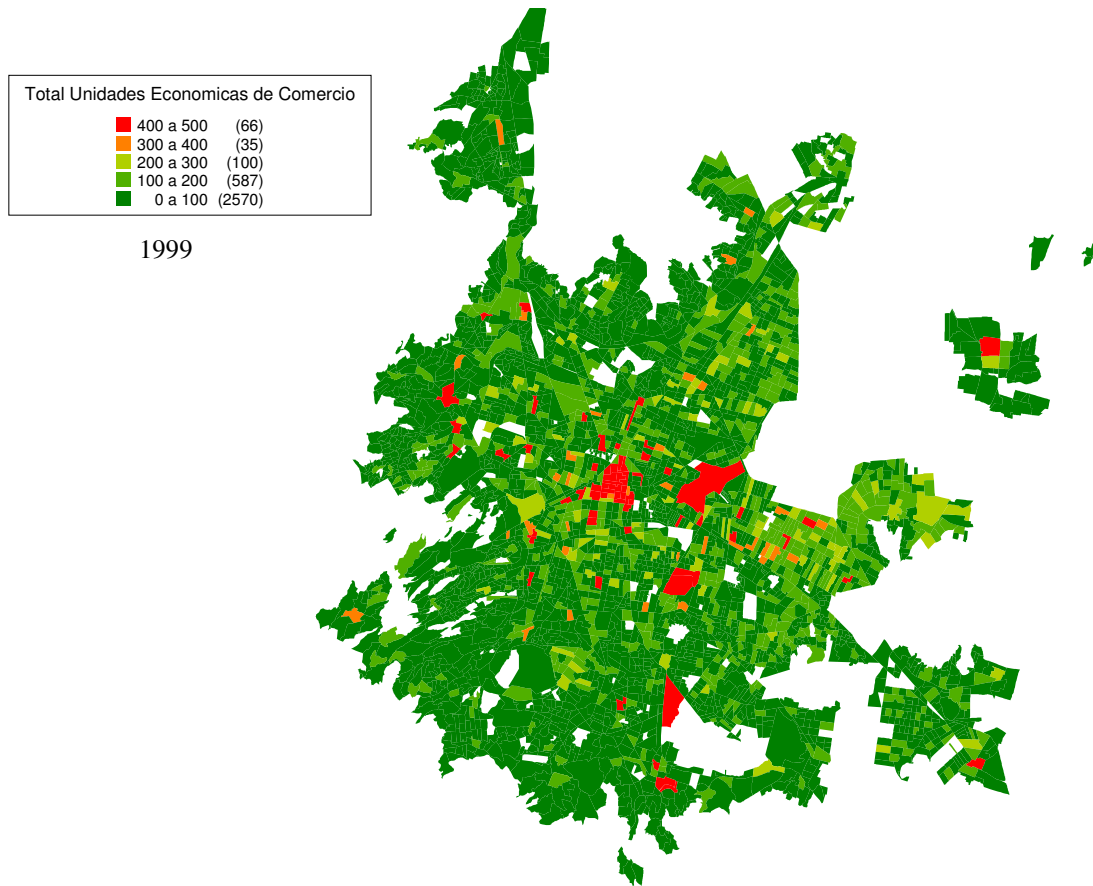 Total Unidades Economicas de Comercio
400 a 500 (66)
300 a 400 (35)
200 a 300 (100)
100 a 200 (587)
0 a 100 (2570)
1999